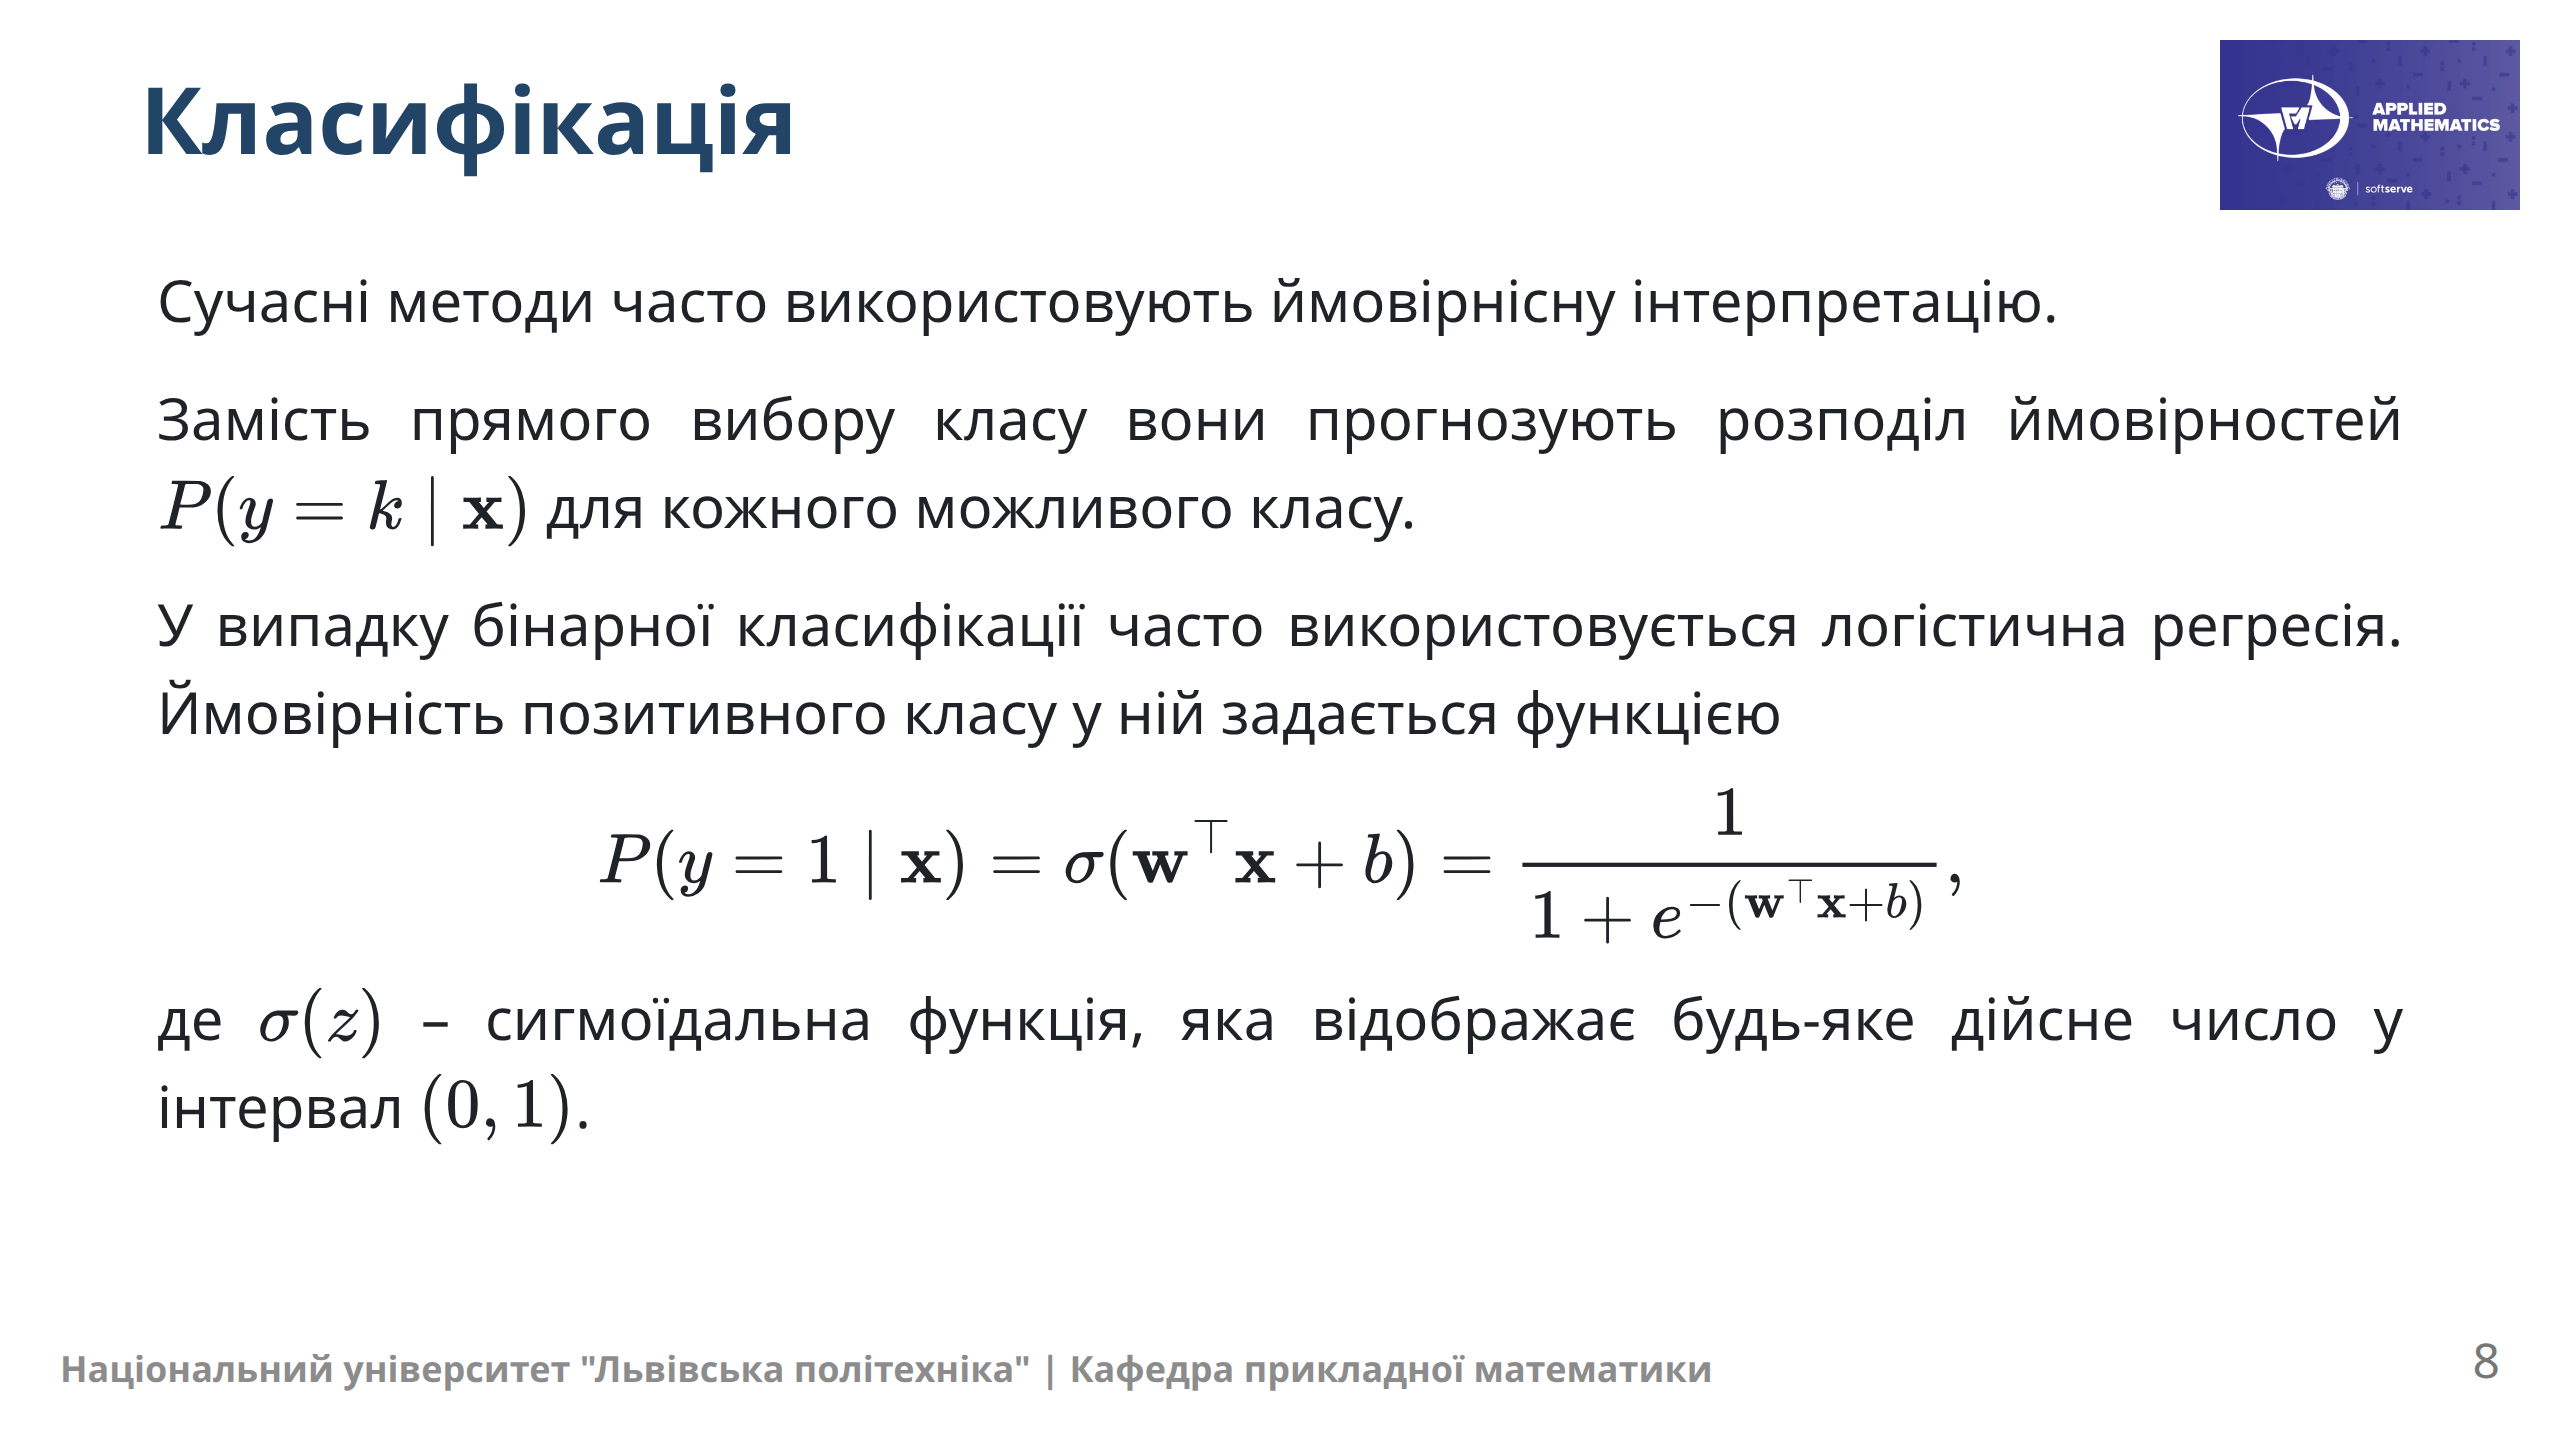 Класифікація
APPLIED
MATHEMATICS
softserve
Сучасні методи часто використовують ймовірнісну інтерпретацію.
Замість прямого вибору класу вони прогнозують розподіл ймовірностей
P(y = k | x) для кожного можливого класу.
У випадку бінарної класифікації часто використовується логістична регресія.
Ймовірність позитивного класу у ній задається функцією
P(y = 1 | x) = σ(w⊤x + b) = 1 / (1 + e^−(w⊤x+b)),
де σ(z) – сигмоїдальна функція, яка відображає будь-яке дійсне число у
інтервал (0, 1).
Національний університет "Львівська політехніка" | Кафедра прикладної математики
8